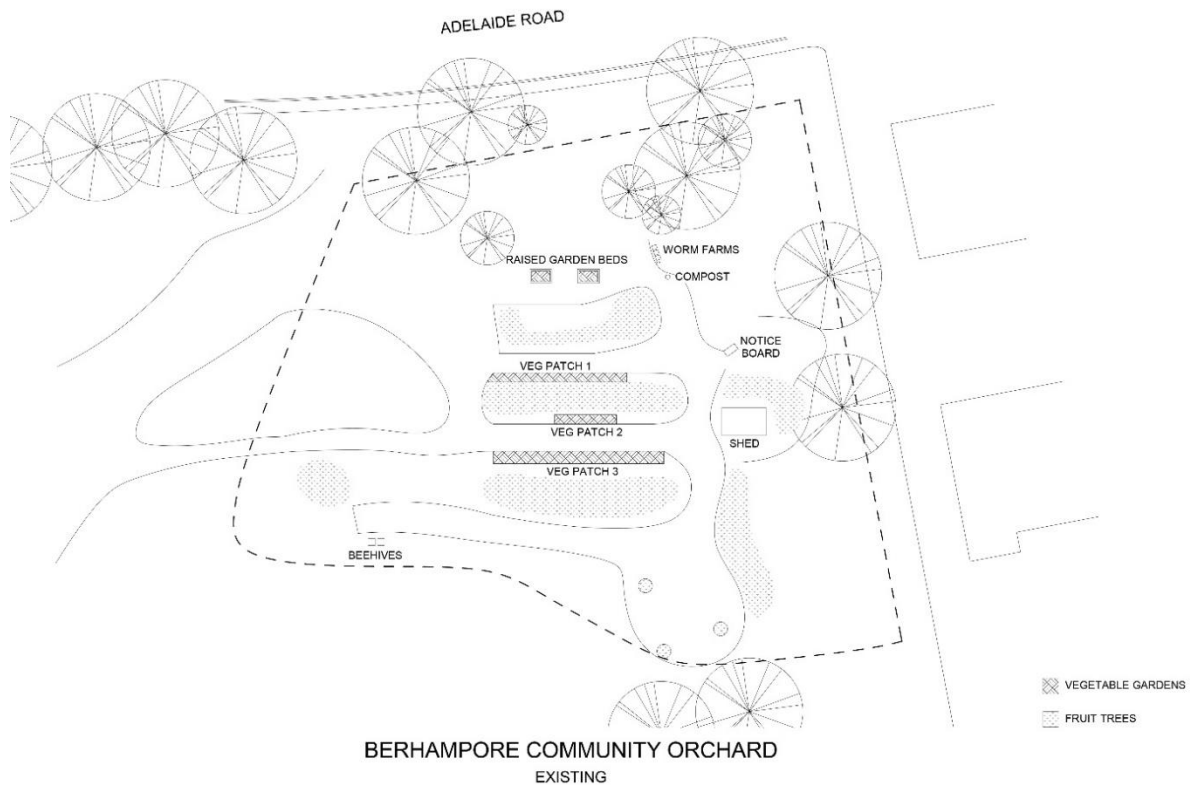 ADELAIDE ROAD
WORM FARMS
RAISED GARDEN BEDS
COMPOST
NOTICE
BOARD
VEG PATCH 1
VEG PATCH 2
SHED
VEG PATCH 3
BEEHIVES
VEGETABLE GARDENS
FRUIT TREES
BERHAMPORE COMMUNITY ORCHARD
EXISTING